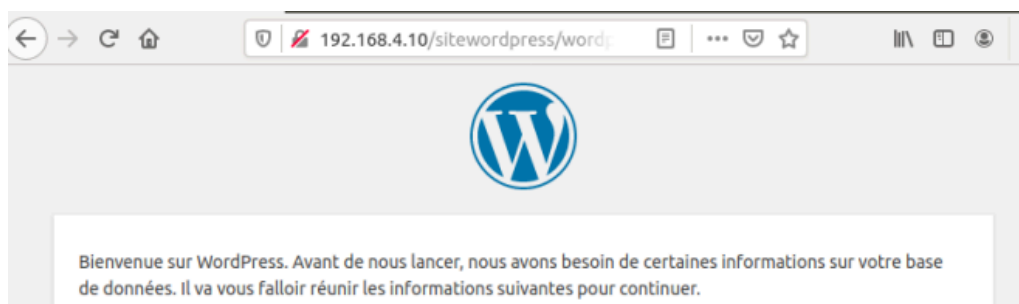 192.168.4.10/sitewordpress/wordp
Bienvenue sur WordPress. Avant de nous lancer, nous avons besoin de certaines informations sur votre base
de données. Il va vous falloir réunir les informations suivantes pour continuer.